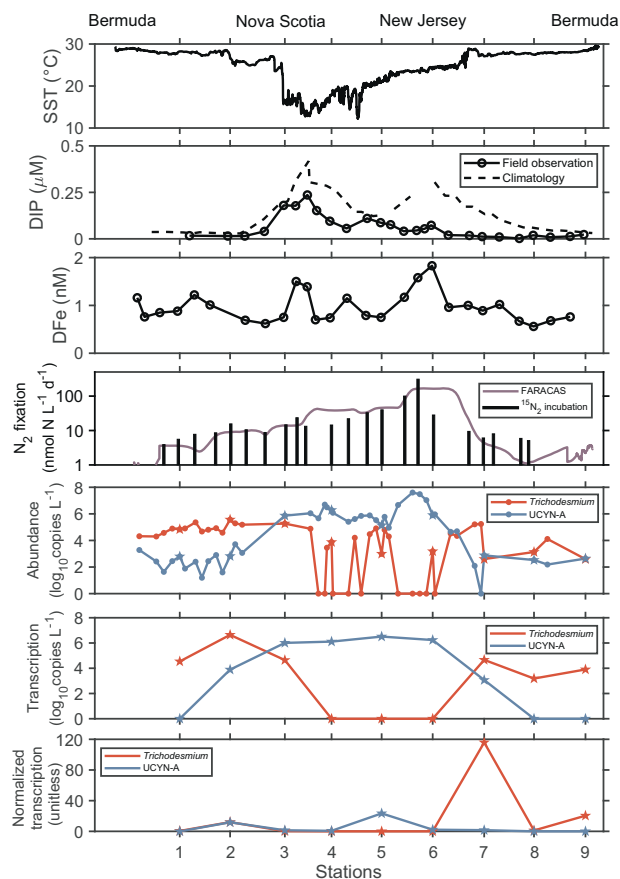 Bermuda Nova Scotia New Jersey Bermuda
SST (°C)
30
20
10
DIP (μM)
0.5
0.25
0
Field observation
Climatology
DFe (nM)
2
1
0
N2 fixation
(nmol N L-1 d-1)
100
10
1
FARACAS
15N2 incubation
Abundance
(log10copies L-1)
8
6
4
2
0
Trichodesmium
UCYN-A
Transcription
(log10copies L-1)
8
6
4
2
0
Trichodesmium
UCYN-A
Normalized
transcription
(unitless)
120
80
40
0
Trichodesmium
UCYN-A
1 2 3 4 5 6 7 8 9
Stations